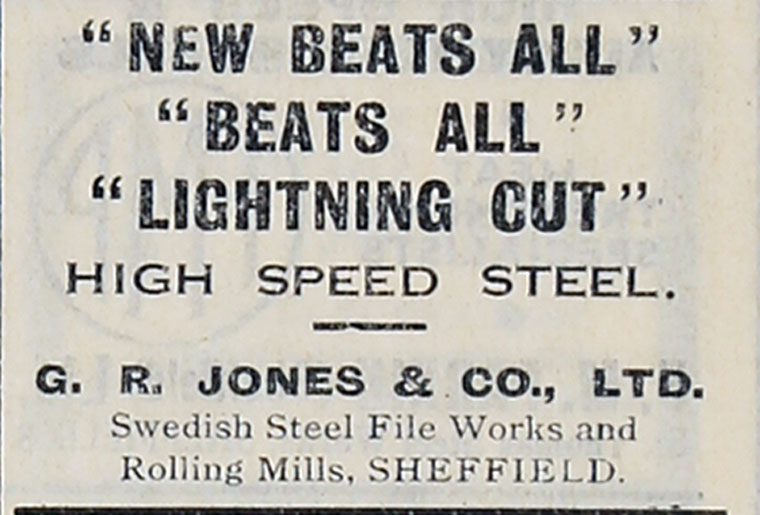 “NEW BEATS ALL”
“BEATS ALL”
“LIGHTNING CUT”
HIGH SPEED STEEL.
G. R. JONES & CO., LTD.
Swedish Steel File Works and
Rolling Mills, SHEFFIELD.